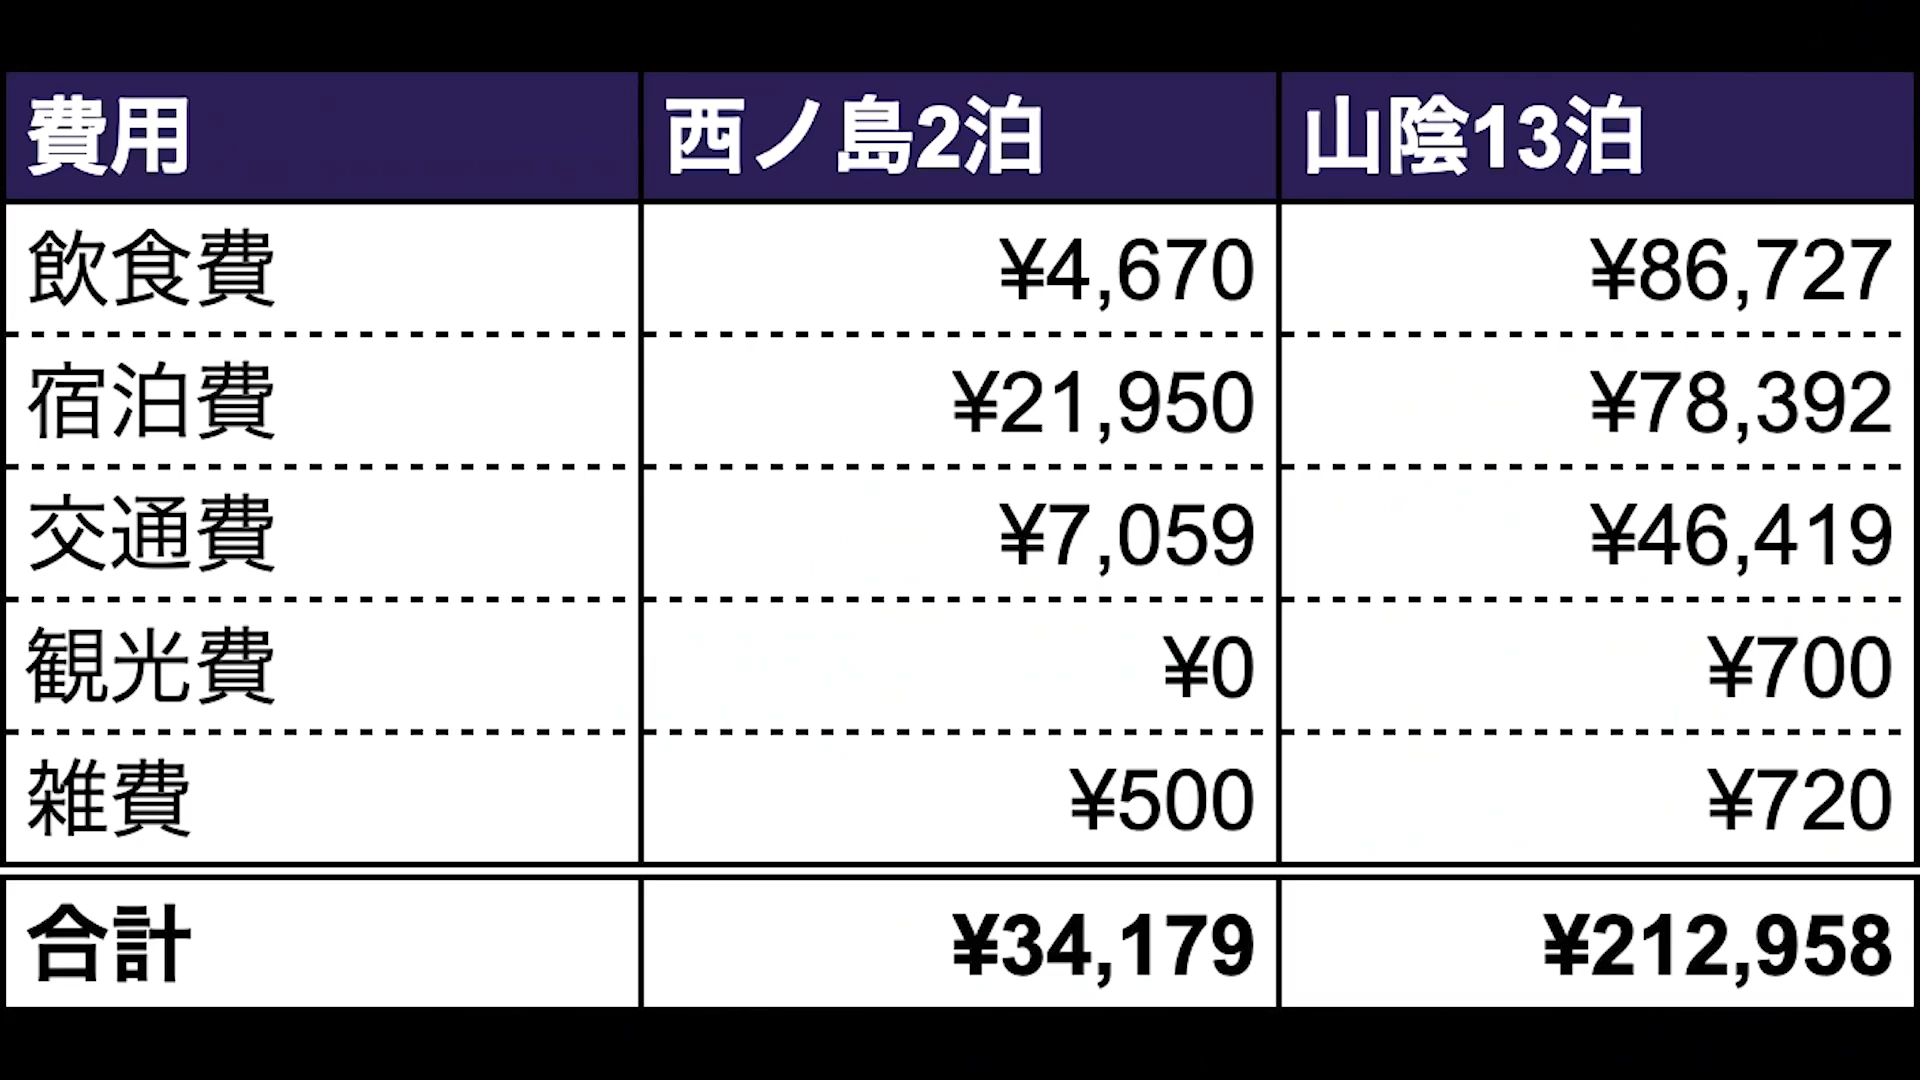 費用 西ノ島2泊 山陰13泊
飲食費 ¥4,670 ¥86,727
宿泊費 ¥21,950 ¥78,392
交通費 ¥7,059 ¥46,419
観光費 ¥0 ¥700
雑費 ¥500 ¥720
合計 ¥34,179 ¥212,958